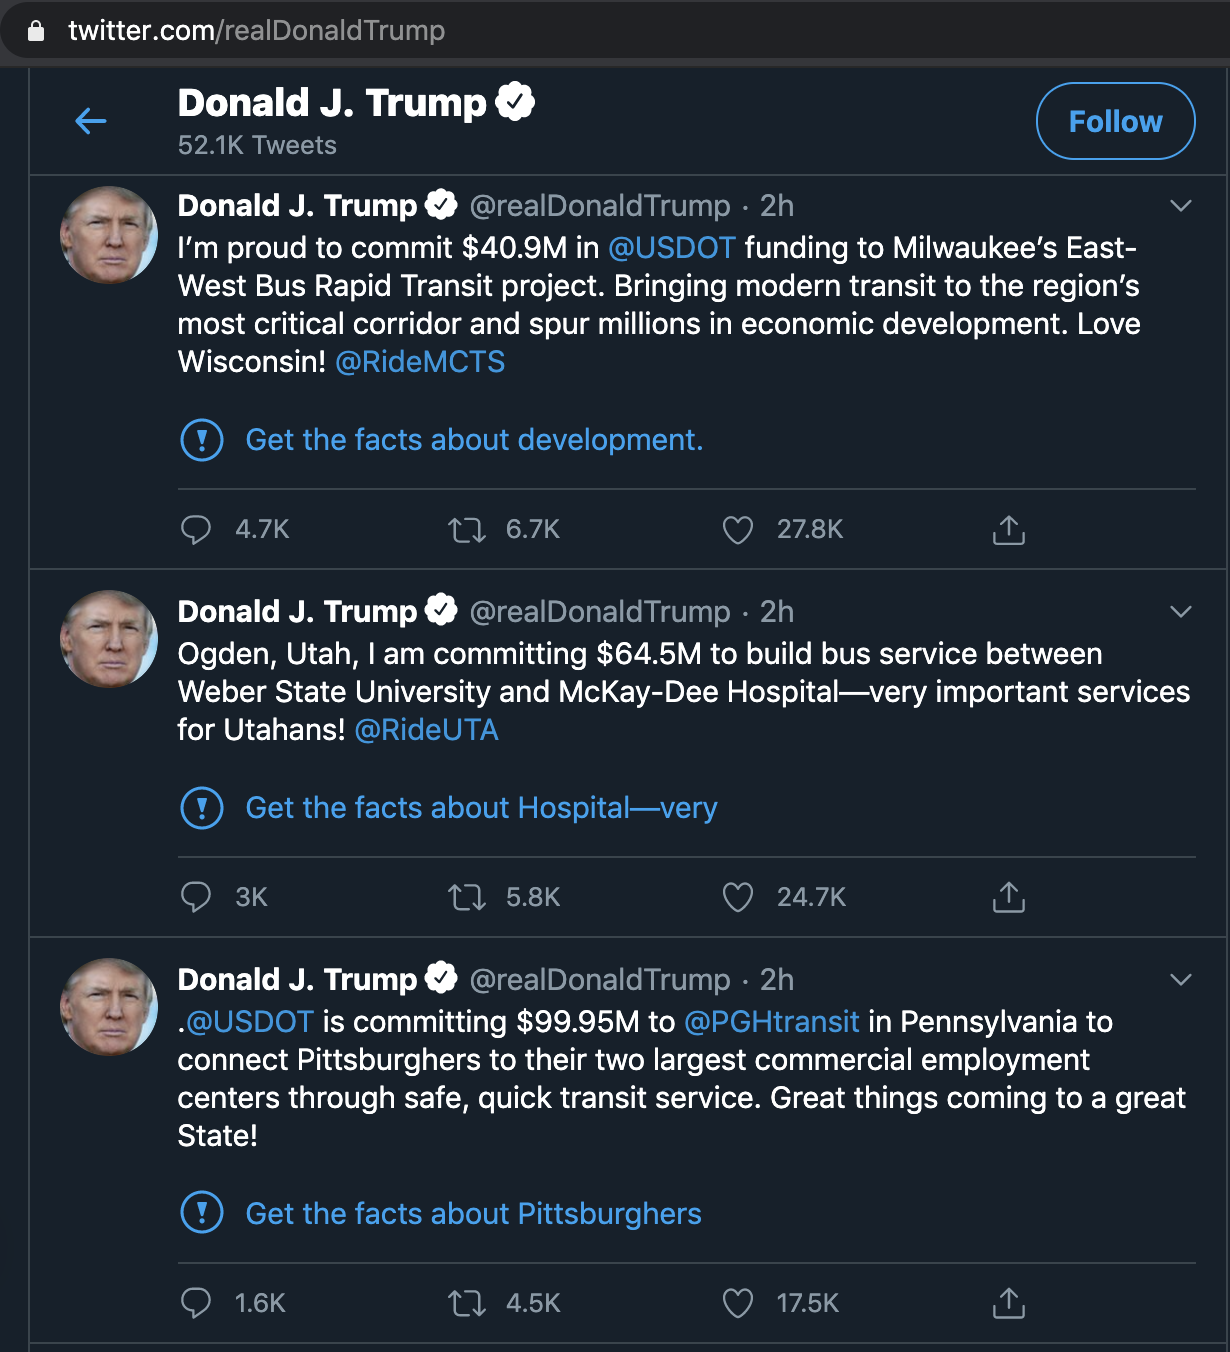 twitter.com/realDonaldTrump
Donald J. Trump
52.1K Tweets
Follow
Donald J. Trump @realDonaldTrump · 2h
I’m proud to commit $40.9M in @USDOT funding to Milwaukee’s East-
West Bus Rapid Transit project. Bringing modern transit to the region’s
most critical corridor and spur millions in economic development. Love
Wisconsin! @RideMCTS
Get the facts about development.
4.7K 6.7K 27.8K
Donald J. Trump @realDonaldTrump · 2h
Ogden, Utah, I am committing $64.5M to build bus service between
Weber State University and McKay-Dee Hospital—very important services
for Utahans! @RideUTA
Get the facts about Hospital—very
3K 5.8K 24.7K
Donald J. Trump @realDonaldTrump · 2h
.@USDOT is committing $99.95M to @PGHtransit in Pennsylvania to
connect Pittsburghers to their two largest commercial employment
centers through safe, quick transit service. Great things coming to a great
State!
Get the facts about Pittsburghers
1.6K 4.5K 17.5K